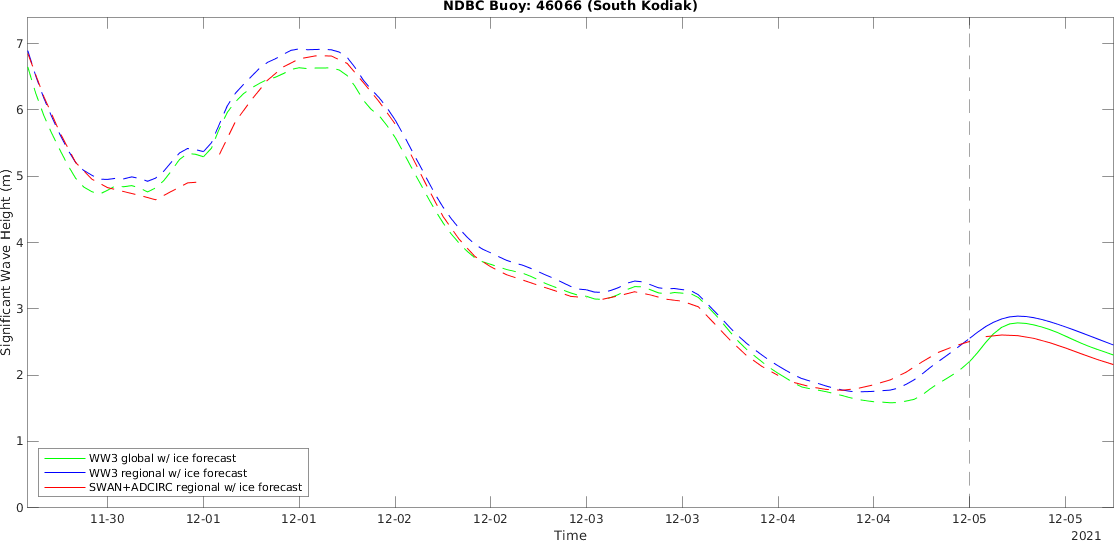 NDBC Buoy: 46066 (South Kodiak)
Significant Wave Height (m)
7
6
5
4
3
2
1
0
WW3 global w/ ice forecast
WW3 regional w/ ice forecast
SWAN+ADCIRC regional w/ ice forecast
11-30 12-01 12-01 12-02 12-02 12-03 12-03 12-04 12-04 12-05 12-05
Time
2021